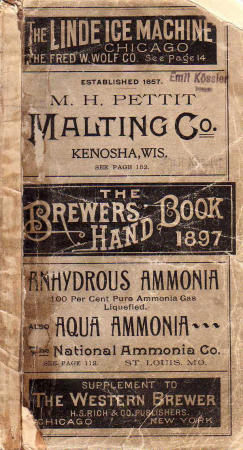 THE LINDE ICE MACHINE
CHICAGO
THE FRED W. WOLF CO. See page 14
Emil Kössler
ESTABLISHED 1857.
M. H. PETTIT
MALTING CO.
KENOSHA, WIS.
SEE PAGE 152.
THE
BREWERS' HAND BOOK
1897
ANHYDROUS AMMONIA
100 Per Cent Pure Ammonia Gas
Liquefied.
ALSO AQUA AMMONIA
The National Ammonia Co.
SEE PAGE 112. ST. LOUIS, MO.
SUPPLEMENT TO
THE WESTERN BREWER
H.S. RICH & CO. PUBLISHERS.
CHICAGO NEW YORK